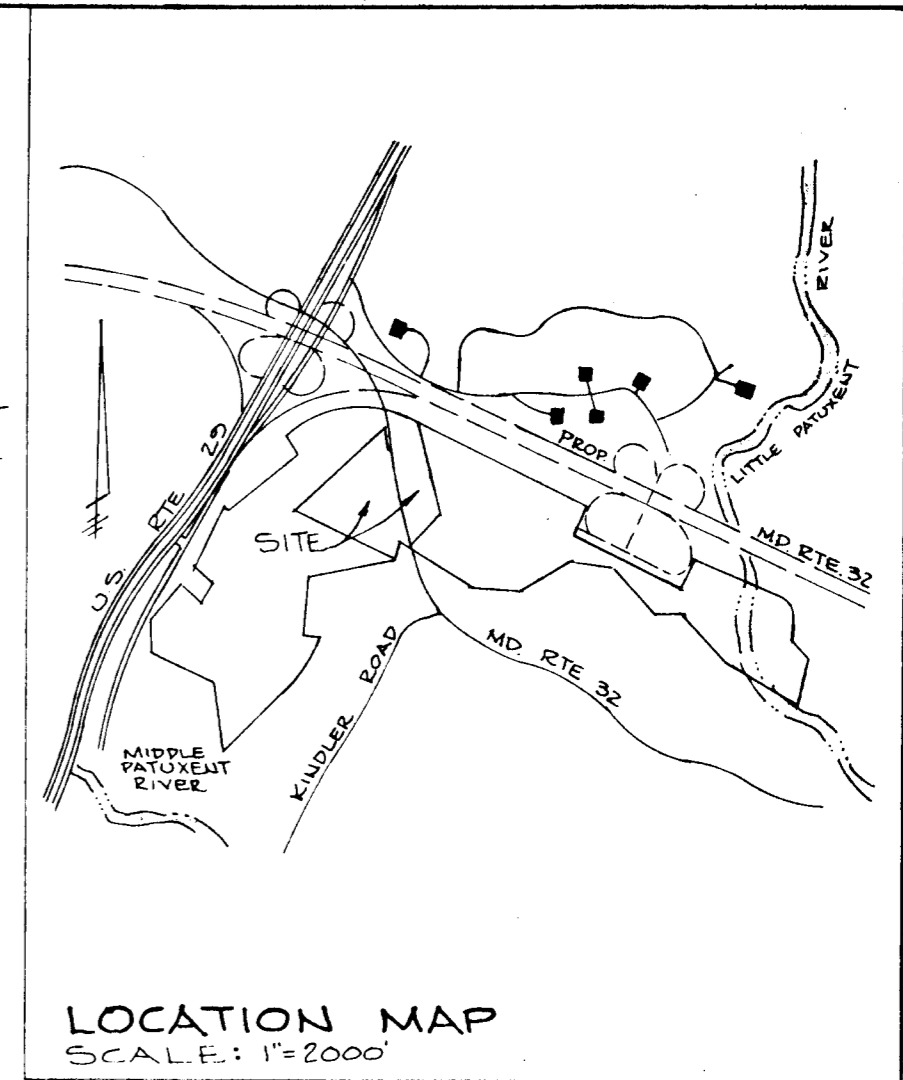 RIVER
LITTLE PATUXENT
U.S. RTE 29
PROP.
MD. RTE. 32
SITE
MD. RTE 32
KINDLER ROAD
MIDDLE
PATUXENT
RIVER
LOCATION MAP
SCALE: 1"=2000'